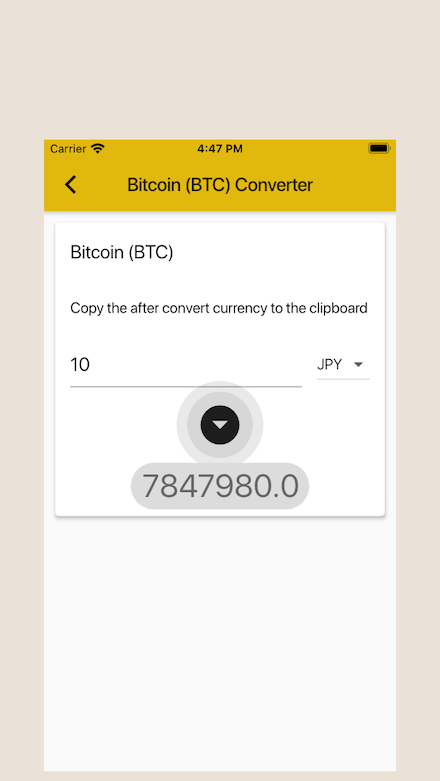 Carrier 4:47 PM
Bitcoin (BTC) Converter
Bitcoin (BTC)
Copy the after convert currency to the clipboard
10 JPY
7847980.0